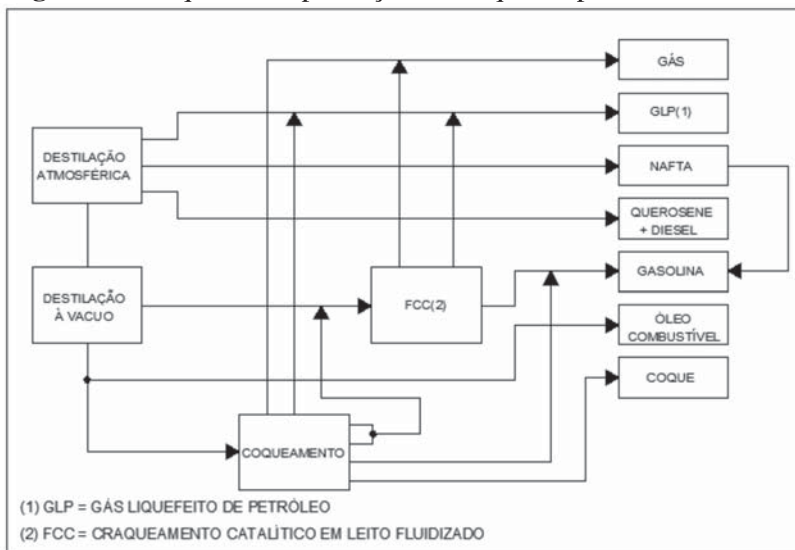 GÁS
GLP(1)
DESTILAÇÃO
ATMOSFÉRICA
NAFTA
QUEROSENE
+ DIESEL
DESTILAÇÃO
À VACUO
FCC(2)
GASOLINA
ÓLEO
COMBUSTÍVEL
COQUE
COQUEAMENTO
(1) GLP = GÁS LIQUEFEITO DE PETRÓLEO
(2) FCC = CRAQUEAMENTO CATALÍTICO EM LEITO FLUIDIZADO